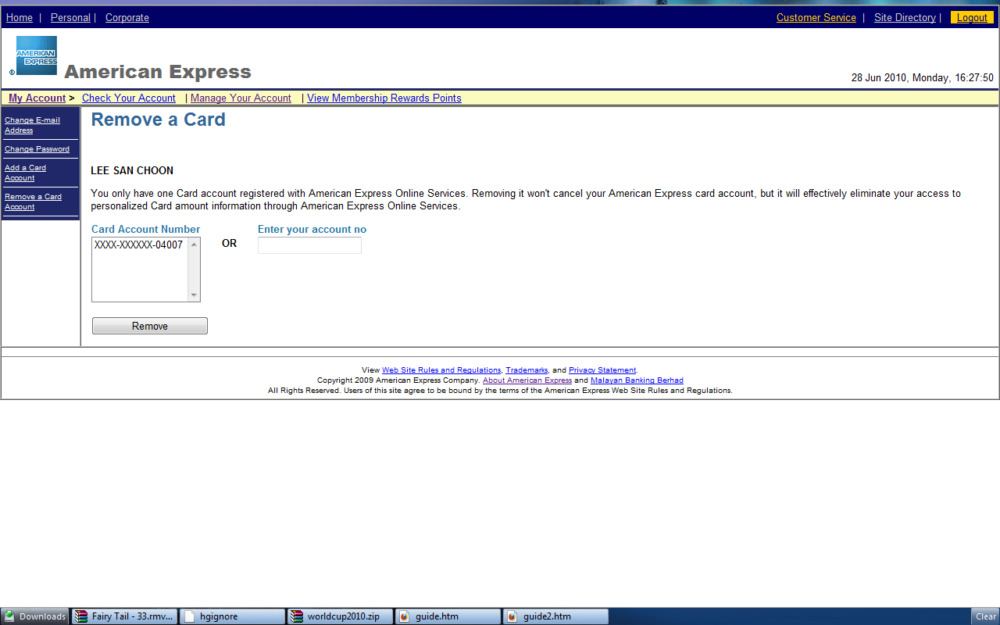 Home | Personal | Corporate Customer Service | Site Directory | Logout
AMERICAN
EXPRESS
® American Express
28 Jun 2010, Monday, 16:27:50
My Account > Check Your Account | Manage Your Account | View Membership Rewards Points
Change E-mail
Address
Change Password
Add a Card
Account
Remove a Card
Account
Remove a Card
LEE SAN CHOON
You only have one Card account registered with American Express Online Services. Removing it won't cancel your American Express card account, but it will effectively eliminate your access to
personalized Card amount information through American Express Online Services.
Card Account Number OR Enter your account no
XXXX-XXXXXX-04007
Remove
View Web Site Rules and Regulations, Trademarks, and Privacy Statement.
Copyright 2009 American Express Company. About American Express and Malayan Banking Berhad
All Rights Reserved. Users of this site agree to be bound by the terms of the American Express Web Site Rules and Regulations.
Downloads Fairy Tail - 33.rmv... hgignore worldcup2010.zip guide.htm guide2.htm Clear